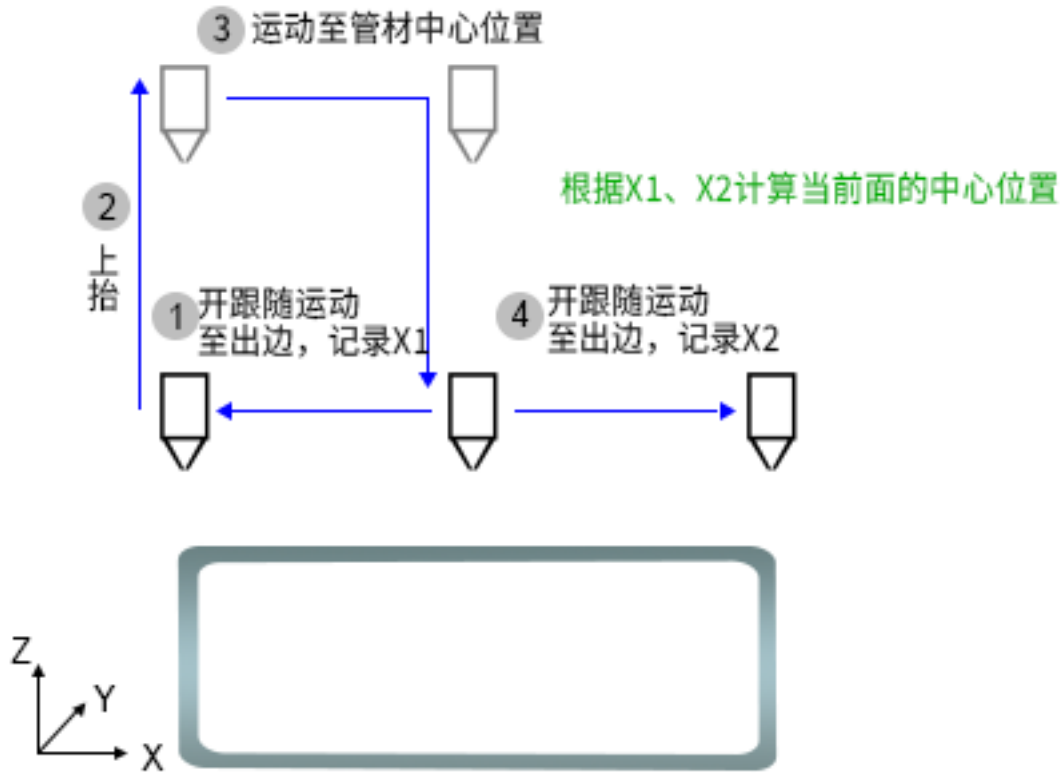 3 运动至管材中心位置
根据X1、X2计算当前面的中心位置
2
上
抬
1 开跟随运动
至出边，记录X1
4 开跟随运动
至出边，记录X2
Z
Y
X